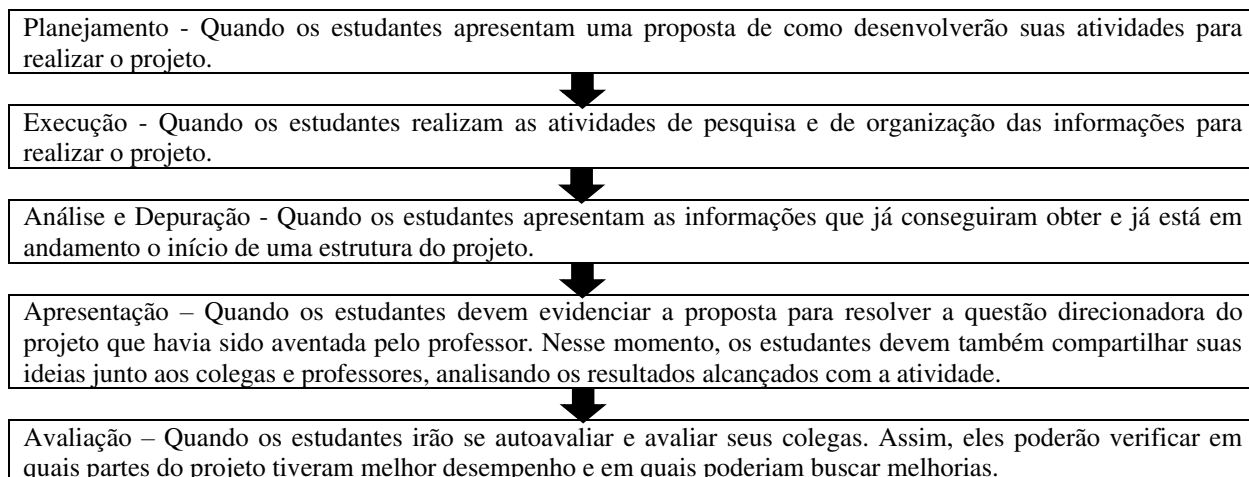 Planejamento - Quando os estudantes apresentam uma proposta de como desenvolverão suas atividades para
realizar o projeto.
Execução - Quando os estudantes realizam as atividades de pesquisa e de organização das informações para
realizar o projeto.
Análise e Depuração - Quando os estudantes apresentam as informações que já conseguiram obter e já está em
andamento o início de uma estrutura do projeto.
Apresentação – Quando os estudantes devem evidenciar a proposta para resolver a questão direcionadora do
projeto que havia sido aventada pelo professor. Nesse momento, os estudantes devem também compartilhar suas
ideias junto aos colegas e professores, analisando os resultados alcançados com a atividade.
Avaliação – Quando os estudantes irão se autoavaliar e avaliar seus colegas. Assim, eles poderão verificar em
quais partes do projeto tiveram melhor desempenho e em quais poderiam buscar melhorias.